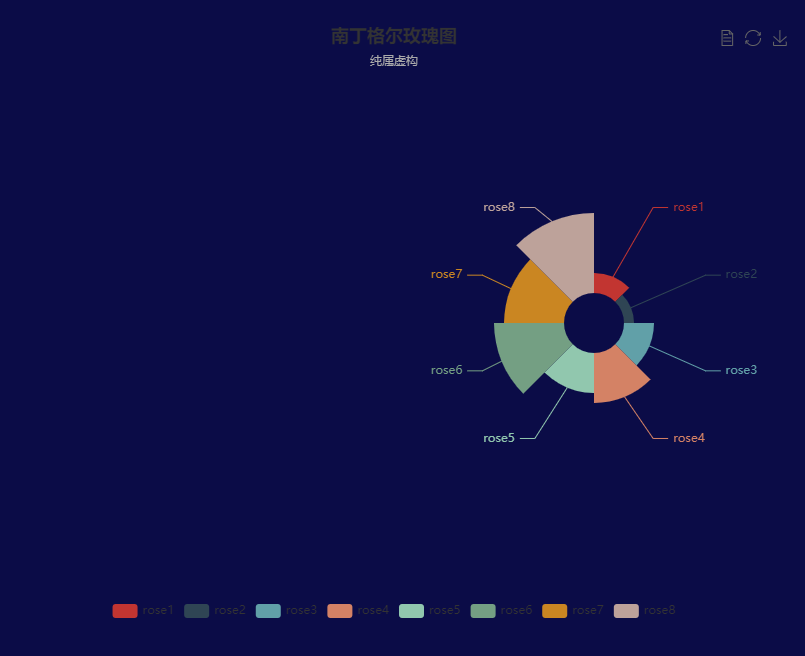 南丁格尔玫瑰图
纯属虚构
rose8
rose1
rose7
rose2
rose6
rose3
rose5
rose4
rose1 rose2 rose3 rose4 rose5 rose6 rose7 rose8